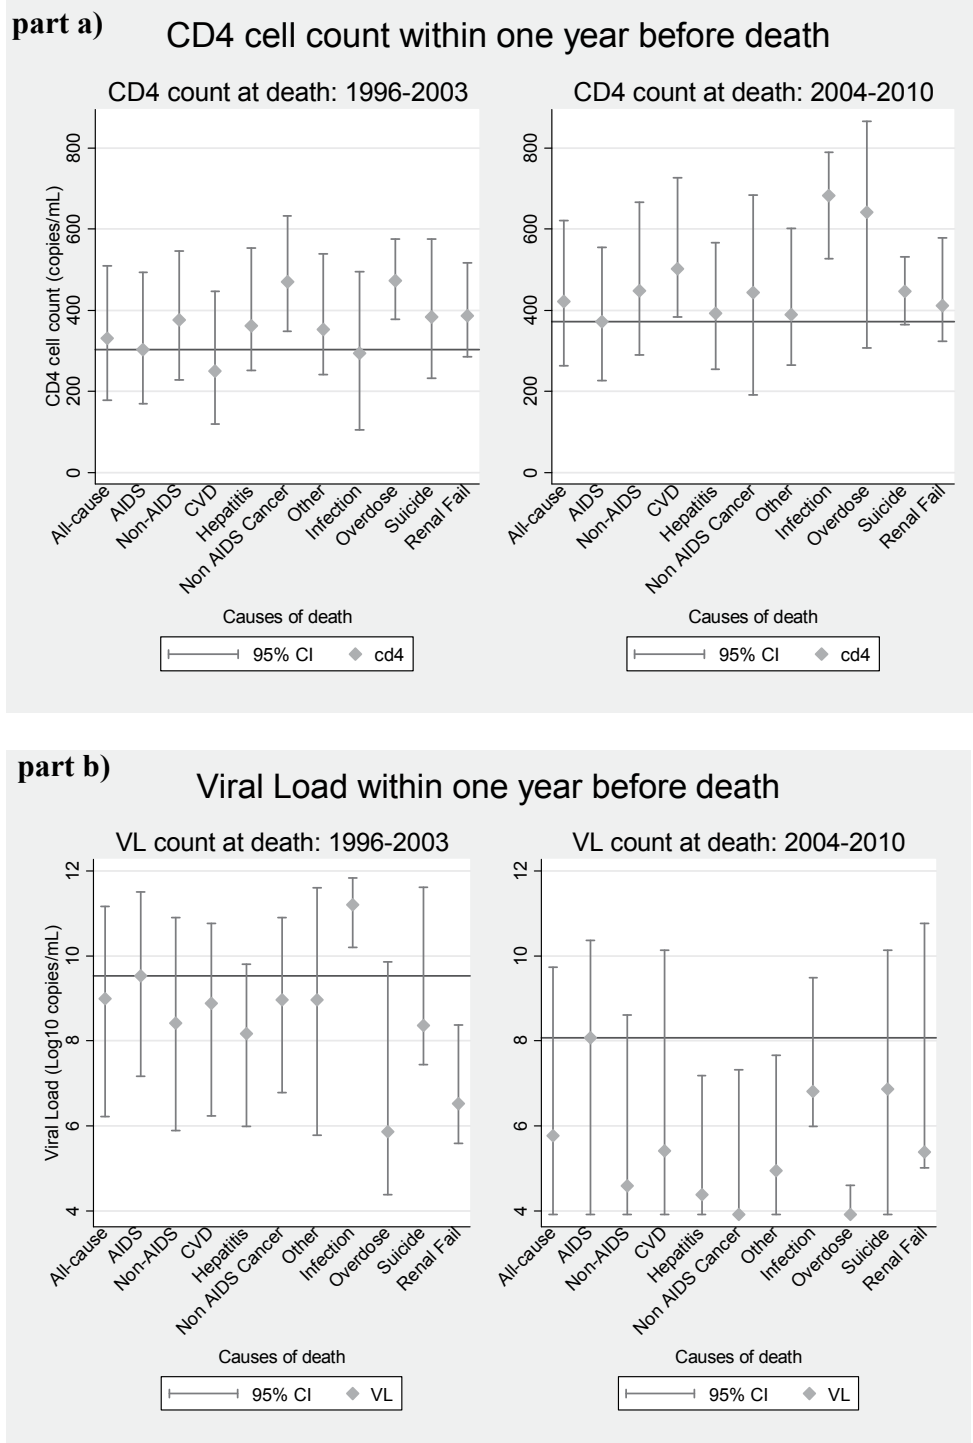 part a)
CD4 cell count within one year before death
CD4 count at death: 1996-2003
CD4 cell count (copies/mL)
800
600
400
200
0
All-cause
AIDS
Non-AIDS
CVD
Hepatitis
Non AIDS Cancer
Other
Infection
Overdose
Suicide
Renal Fail
Causes of death
95% CI cd4
CD4 count at death: 2004-2010
800
600
400
200
0
All-cause
AIDS
Non-AIDS
CVD
Hepatitis
Non AIDS Cancer
Other
Infection
Overdose
Suicide
Renal Fail
Causes of death
95% CI cd4
part b)
Viral Load within one year before death
VL count at death: 1996-2003
Viral Load (Log10 copies/mL)
12
10
8
6
4
All-cause
AIDS
Non-AIDS
CVD
Hepatitis
Non AIDS Cancer
Other
Infection
Overdose
Suicide
Renal Fail
Causes of death
95% CI VL
VL count at death: 2004-2010
12
10
8
6
4
All-cause
AIDS
Non-AIDS
CVD
Hepatitis
Non AIDS Cancer
Other
Infection
Overdose
Suicide
Renal Fail
Causes of death
95% CI VL